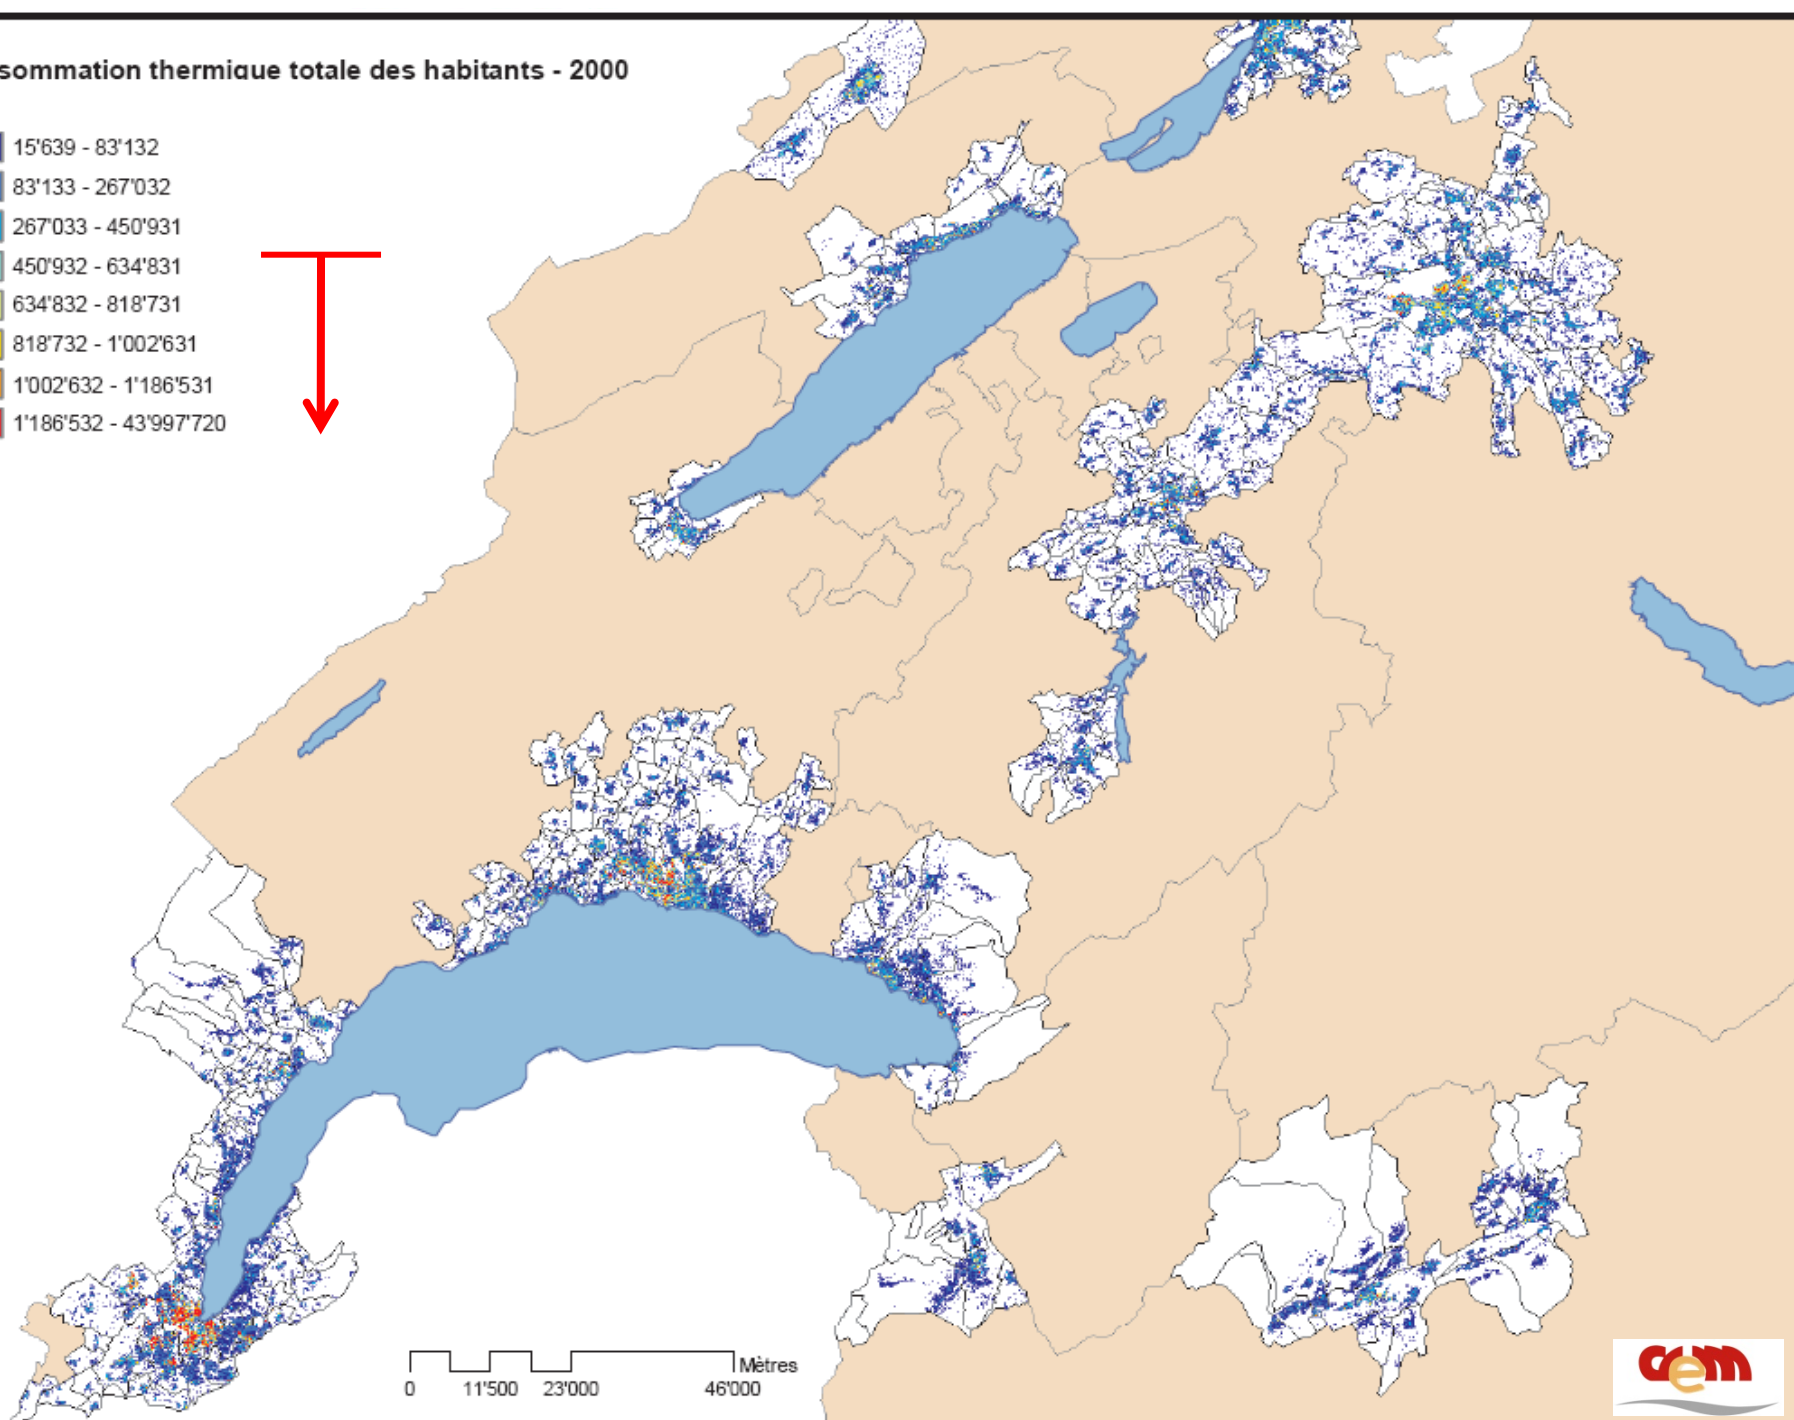 sommation thermique totale des habitants - 2000
15'639 - 83'132
83'133 - 267'032
267'033 - 450'931
450'932 - 634'831
634'832 - 818'731
818'732 - 1'002'631
1'002'632 - 1'186'531
1'186'532 - 43'997'720
Mètres
0 11'500 23'000 46'000
cem